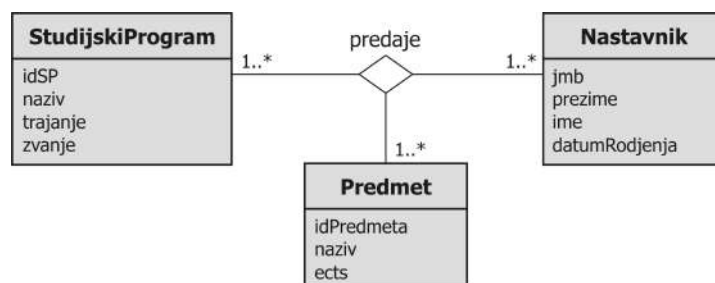 StudijskiProgram
idSP
naziv
trajanje
zvanje
1..*
predaje
1..*
Nastavnik
jmb
prezime
ime
datumRodjenja
1..*
Predmet
idPredmeta
naziv
ects